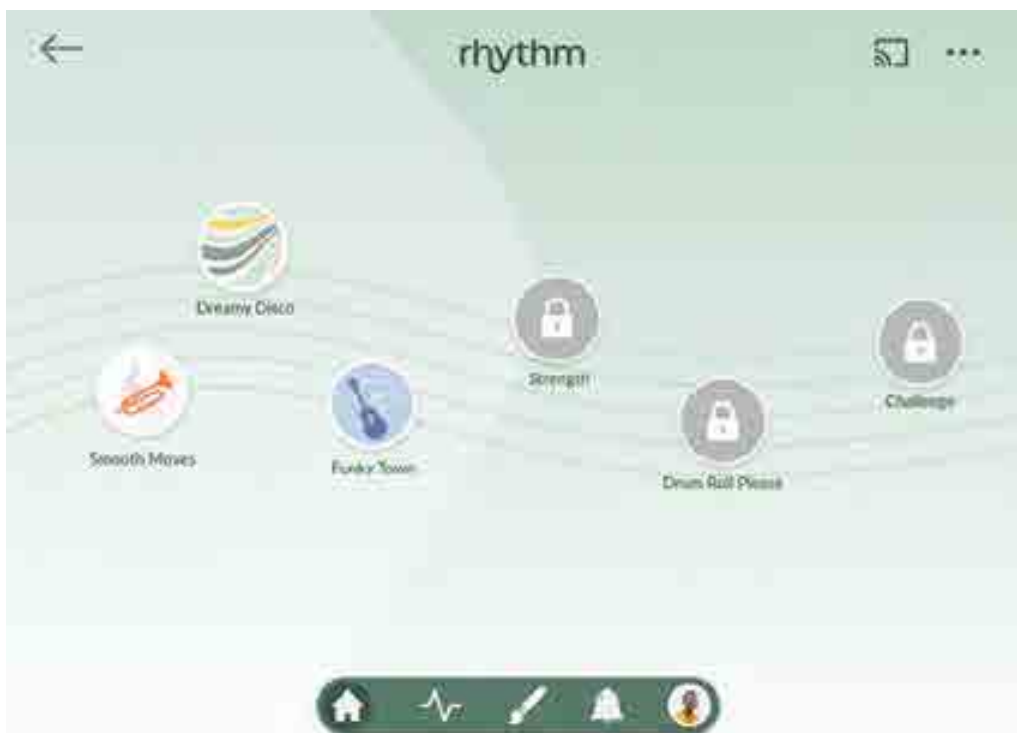 rhythm
Dreamy Disco
Smooth Moves
Funky Town
Strength
Drum Roll Please
Challenge